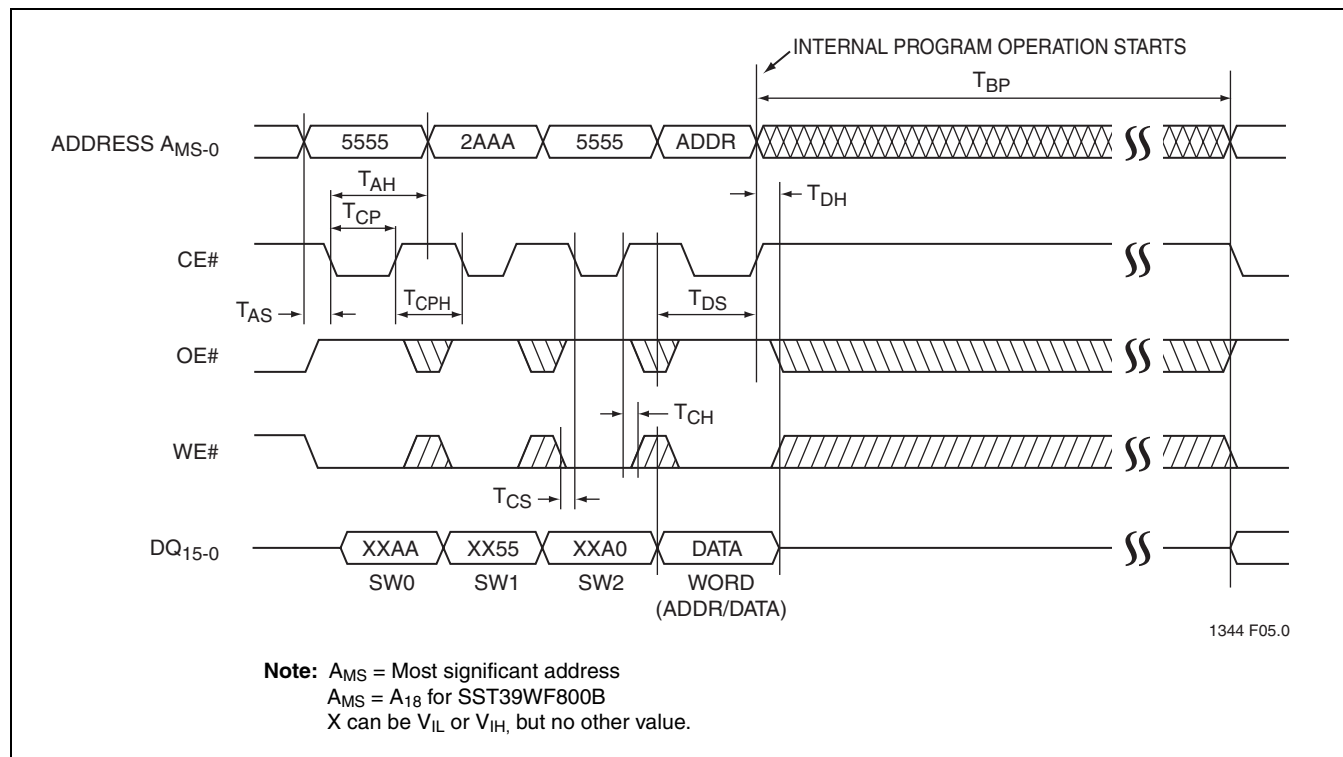 INTERNAL PROGRAM OPERATION STARTS
TBP
ADDRESS AMS-0
5555 2AAA 5555 ADDR
TAH
TDH
TCP
CE#
TAS
TCPH
TDS
OE#
TCH
WE#
TCS
DQ15-0
XXAA XX55 XXA0 DATA
SW0 SW1 SW2 WORD
(ADDR/DATA)
1344 F05.0
Note: AMS = Most significant address
AMS = A18 for SST39WF800B
X can be VIL or VIH, but no other value.